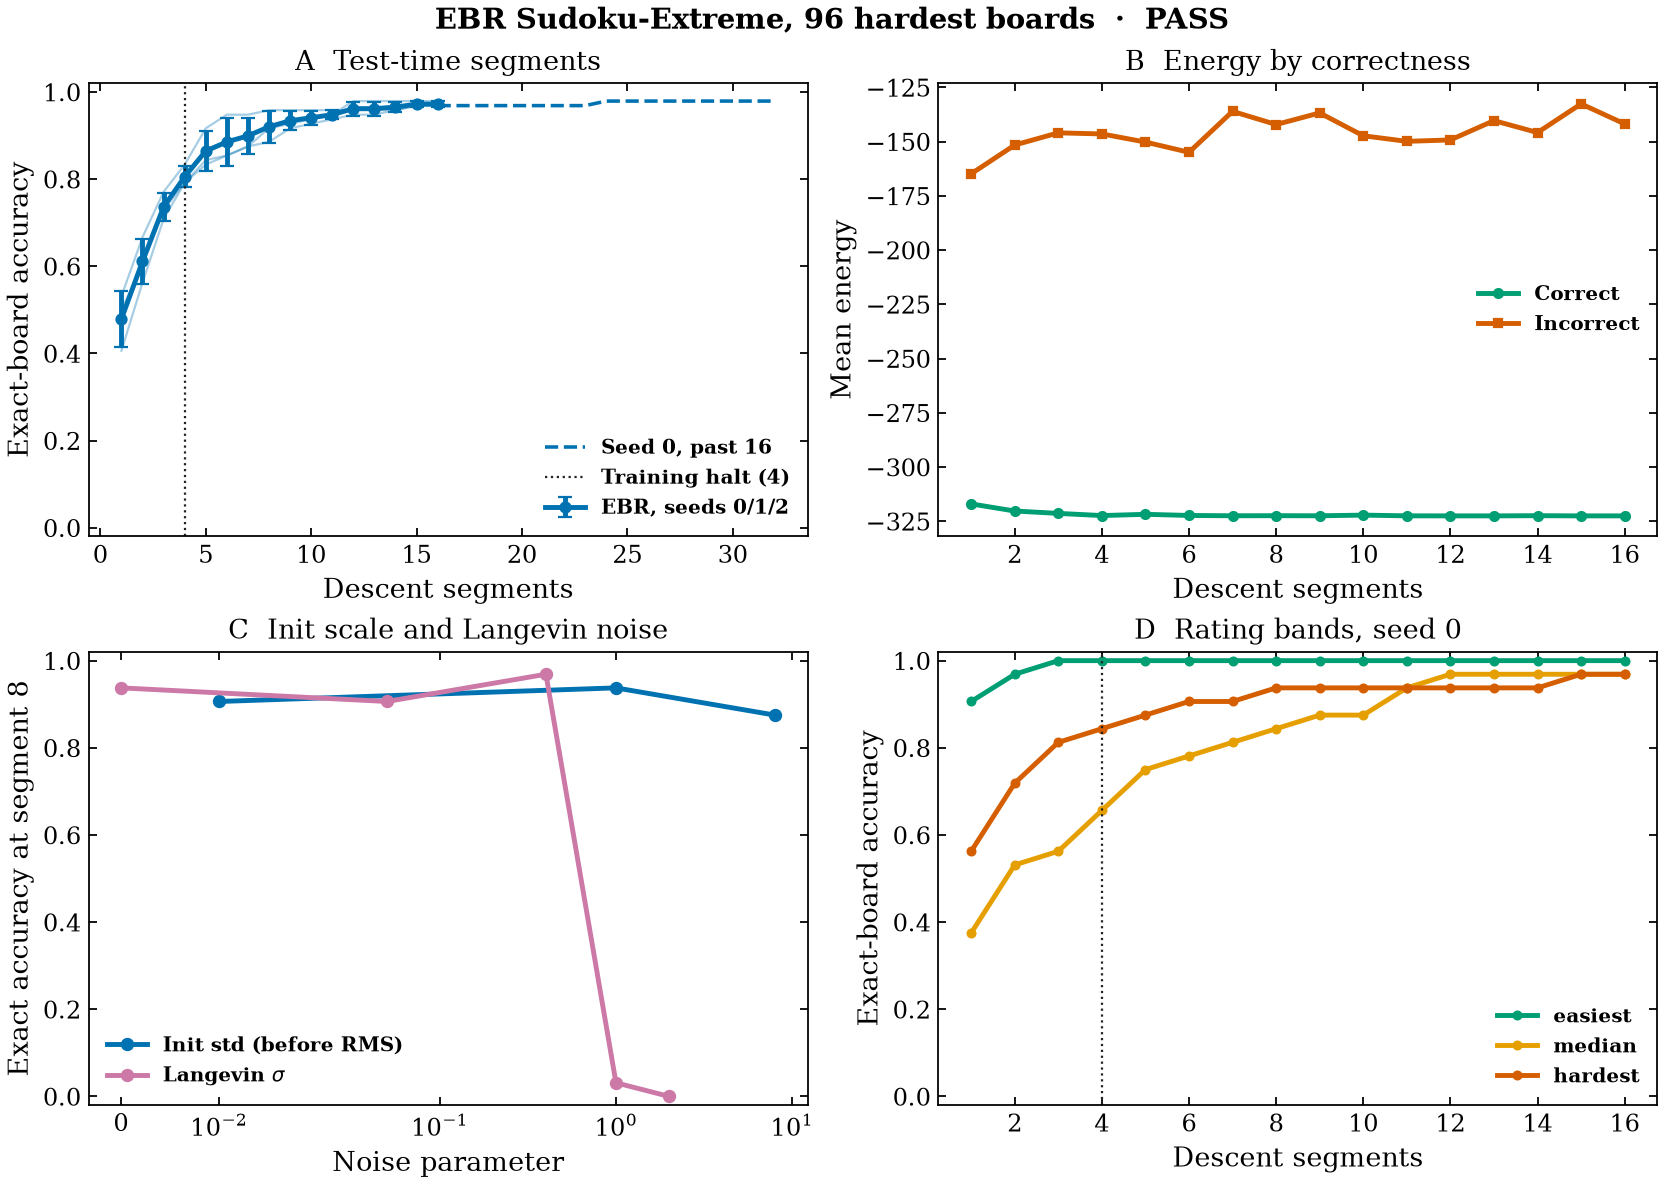 EBR Sudoku-Extreme, 96 hardest boards · PASS
A Test-time segments
Exact-board accuracy
1.0
0.8
0.6
0.4
0.2
0.0
Seed 0, past 16
Training halt (4)
EBR, seeds 0/1/2
0 5 10 15 20 25 30
Descent segments
B Energy by correctness
Mean energy
−125
−150
−175
−200
−225
−250
−275
−300
−325
Correct
Incorrect
2 4 6 8 10 12 14 16
Descent segments
C Init scale and Langevin noise
Exact accuracy at segment 8
1.0
0.8
0.6
0.4
0.2
0.0
Init std (before RMS)
Langevin σ
0 10⁻² 10⁻¹ 10⁰ 10¹
Noise parameter
D Rating bands, seed 0
Exact-board accuracy
1.0
0.8
0.6
0.4
0.2
0.0
easiest
median
hardest
2 4 6 8 10 12 14 16
Descent segments